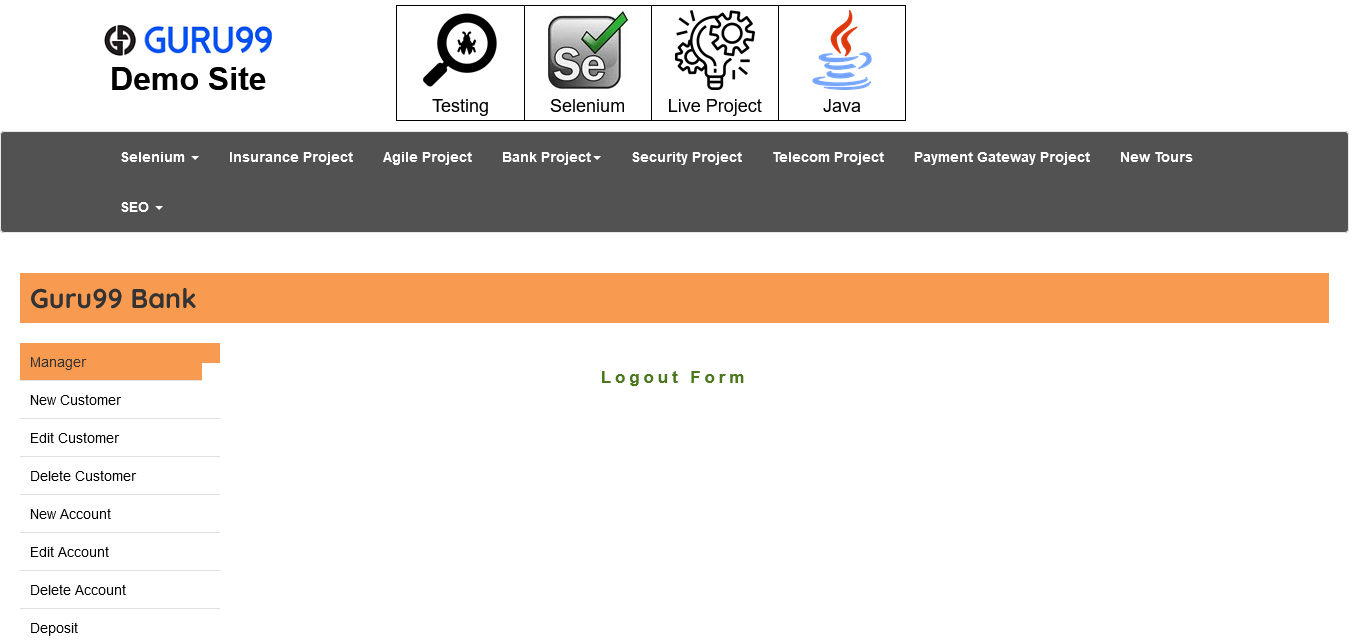 GURU99
Demo Site
Se
Testing
Selenium
Live Project
Java
Selenium
Insurance Project
Agile Project
Bank Project
Security Project
Telecom Project
Payment Gateway Project
New Tours
SEO
Guru99 Bank
Manager
Logout Form
New Customer
Edit Customer
Delete Customer
New Account
Edit Account
Delete Account
Deposit